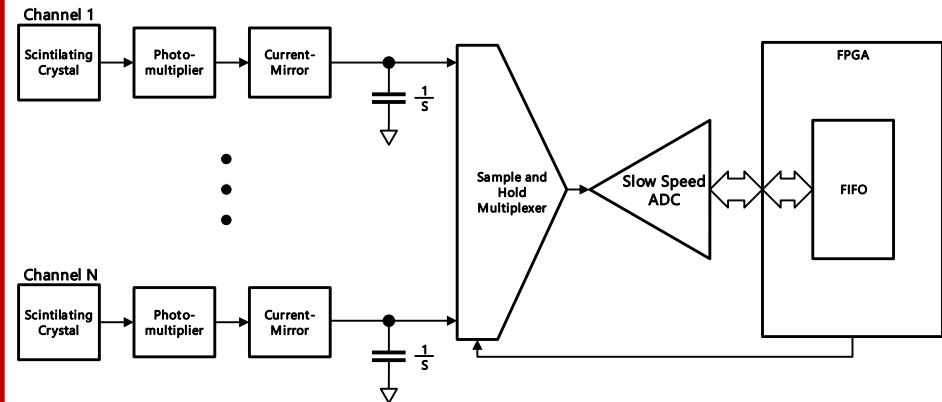 Channel 1
Scintilating
Crystal
Photo-
multiplier
Current-
Mirror
1
S
Sample and
Hold
Multiplexer
Slow Speed
ADC
FPGA
FIFO
Channel N
Scintilating
Crystal
Photo-
multiplier
Current-
Mirror
1
S